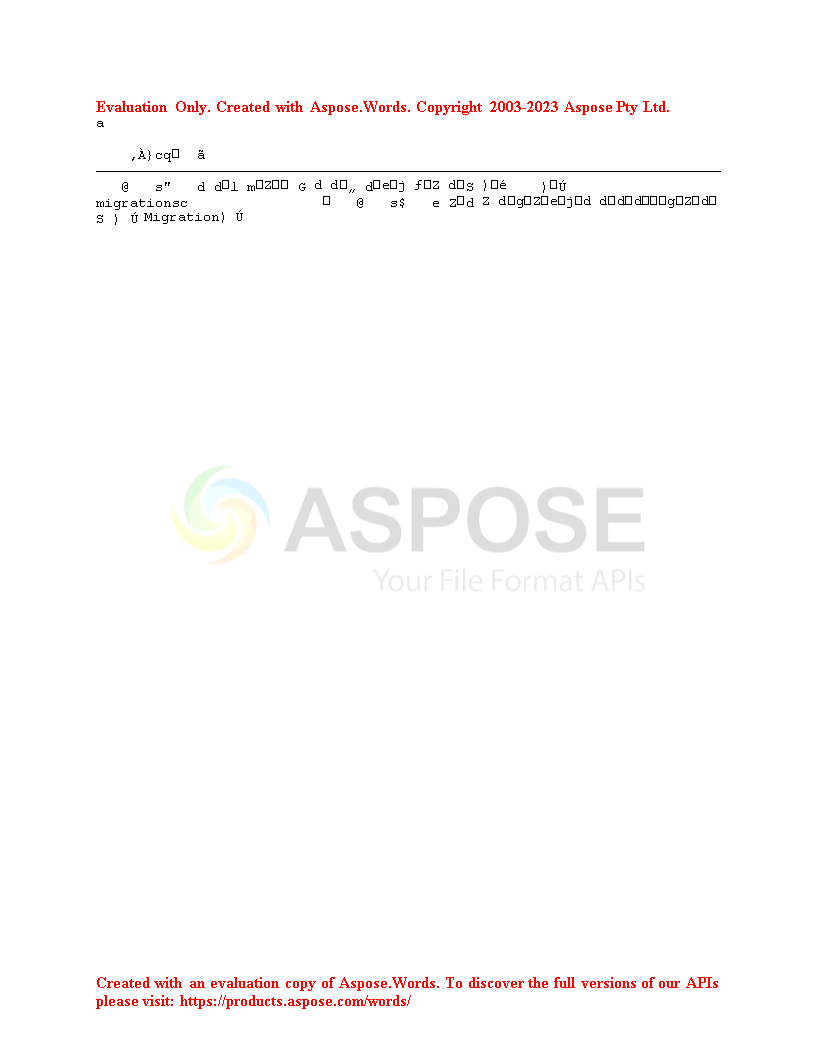 Evaluation Only. Created with Aspose.Words. Copyright 2003-2023 Aspose Pty Ltd.
a
‚À}cq□ ã
@ s" d d□l m□Z□□ G d d□„ d□e□j ƒ□Z d□S )□é )□Ú
migrationsc □ @ s$ e Z□d Z d□g□Z□e□j□d d□d□d□□□g□Z□d□
S ) Ú Migration) Ú
ASPOSE
Your File Format APIs
Created with an evaluation copy of Aspose.Words. To discover the full versions of our APIs
please visit: https://products.aspose.com/words/